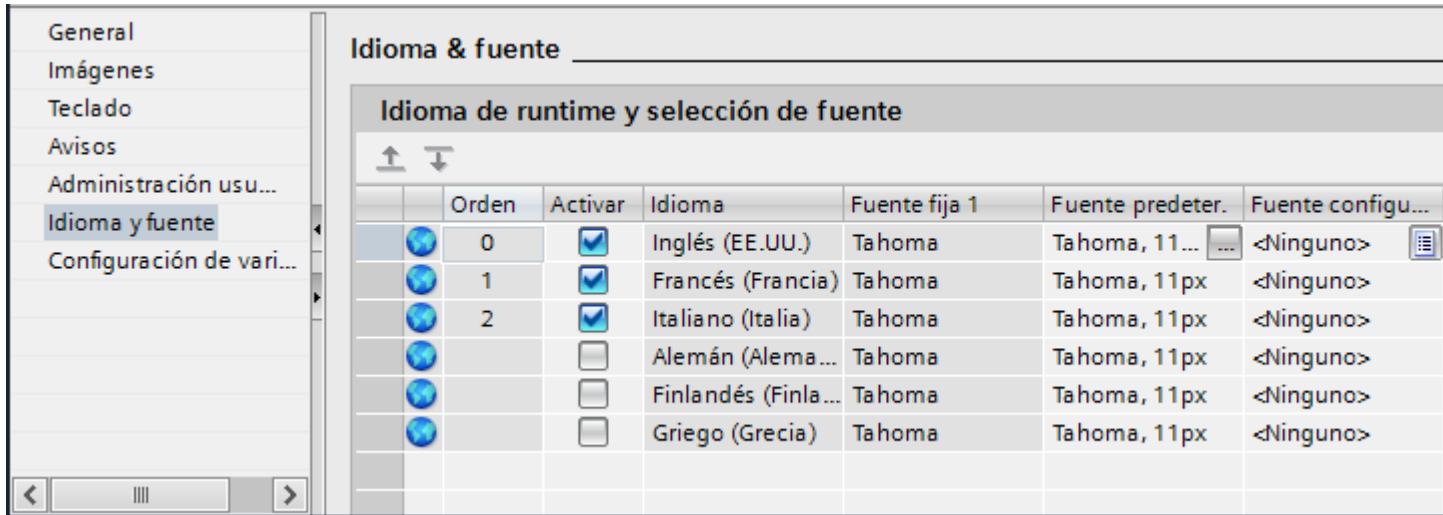 General
Imágenes
Teclado
Avisos
Administración usu...
Idioma y fuente
Configuración de vari...
Idioma & fuente
Idioma de runtime y selección de fuente
Orden Activar Idioma Fuente fija 1 Fuente predeter. Fuente configu...
0 Inglés (EE.UU.) Tahoma Tahoma, 11... ... <Ninguno>
1 Francés (Francia) Tahoma Tahoma, 11px <Ninguno>
2 Italiano (Italia) Tahoma Tahoma, 11px <Ninguno>
Alemán (Alema... Tahoma Tahoma, 11px <Ninguno>
Finlandés (Finla... Tahoma Tahoma, 11px <Ninguno>
Griego (Grecia) Tahoma Tahoma, 11px <Ninguno>